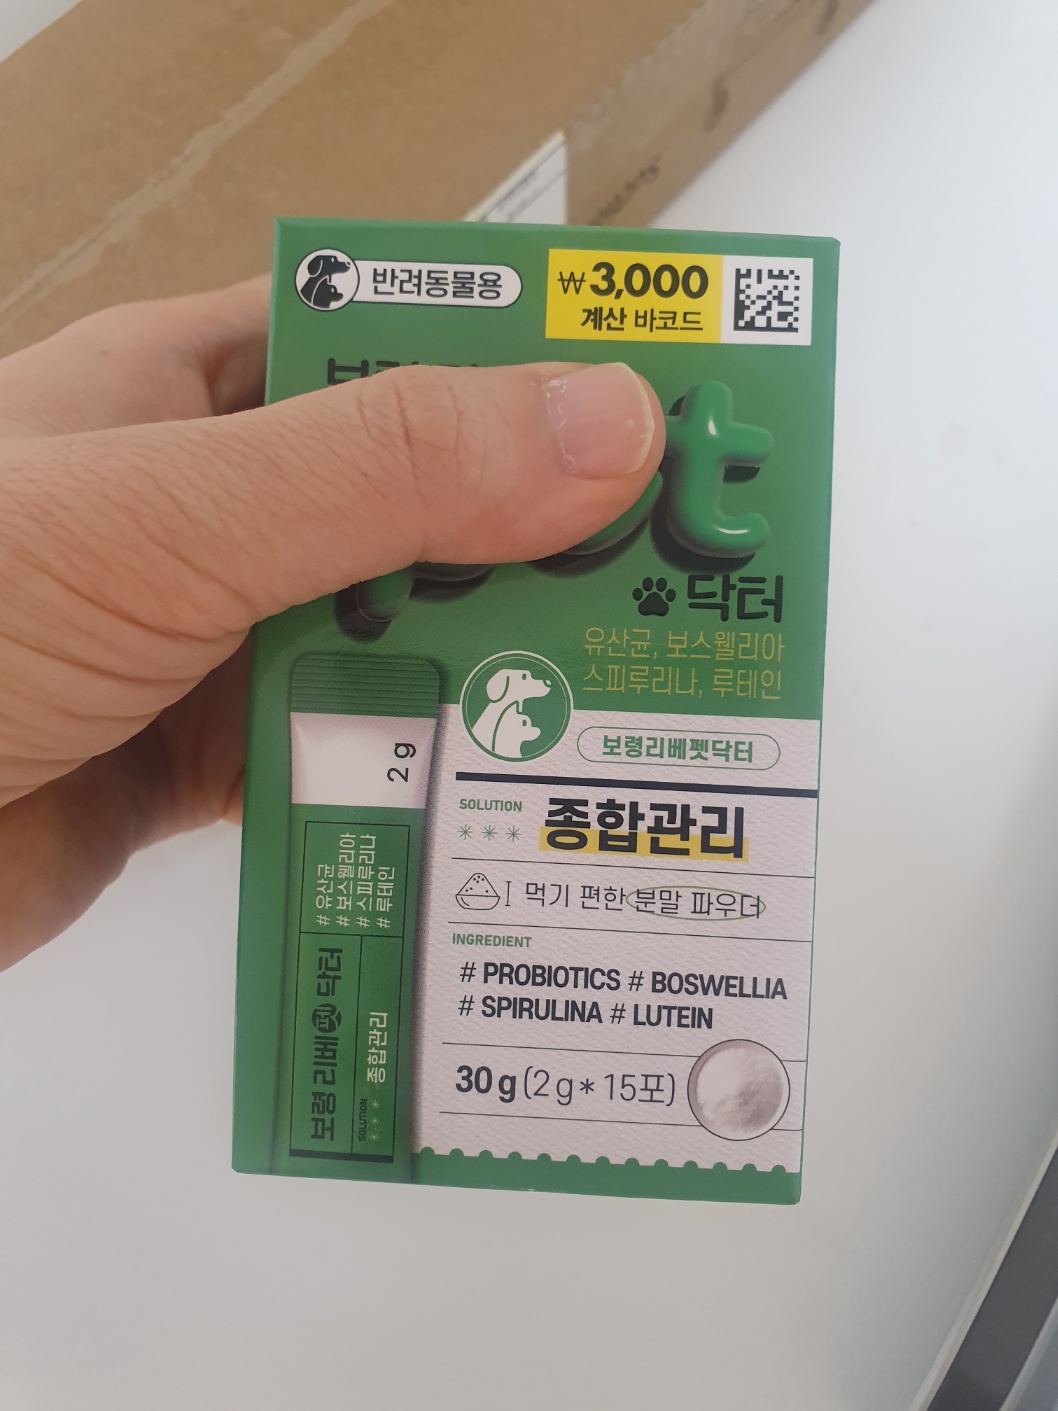 반려동물용
₩3,000
계산 바코드
t
닥터
유산균, 보스웰리아
스피루리나, 루테인
보령리베펫닥터
SOLUTION
종합관리
먹기 편한 분말 파우더
INGREDIENT
# PROBIOTICS # BOSWELLIA
# SPIRULINA # LUTEIN
30g (2g* 15포)
2g
# 유산균
# 보스웰리아
# 스피루리나
# 루테인
보령 리베펫 닥터
SOLUTION
종합관리